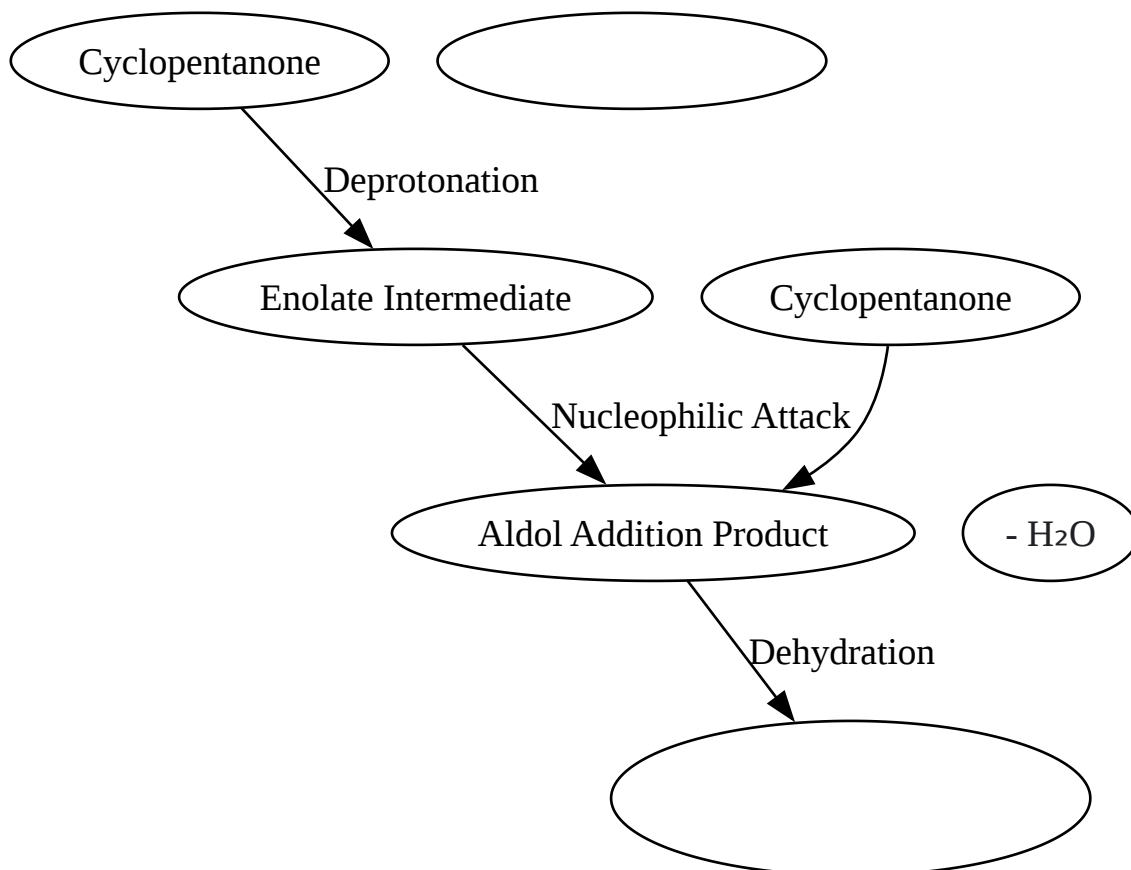 Cyclopentanone
Deprotonation
Enolate Intermediate
Cyclopentanone
Nucleophilic Attack
Aldol Addition Product
- H₂O
Dehydration